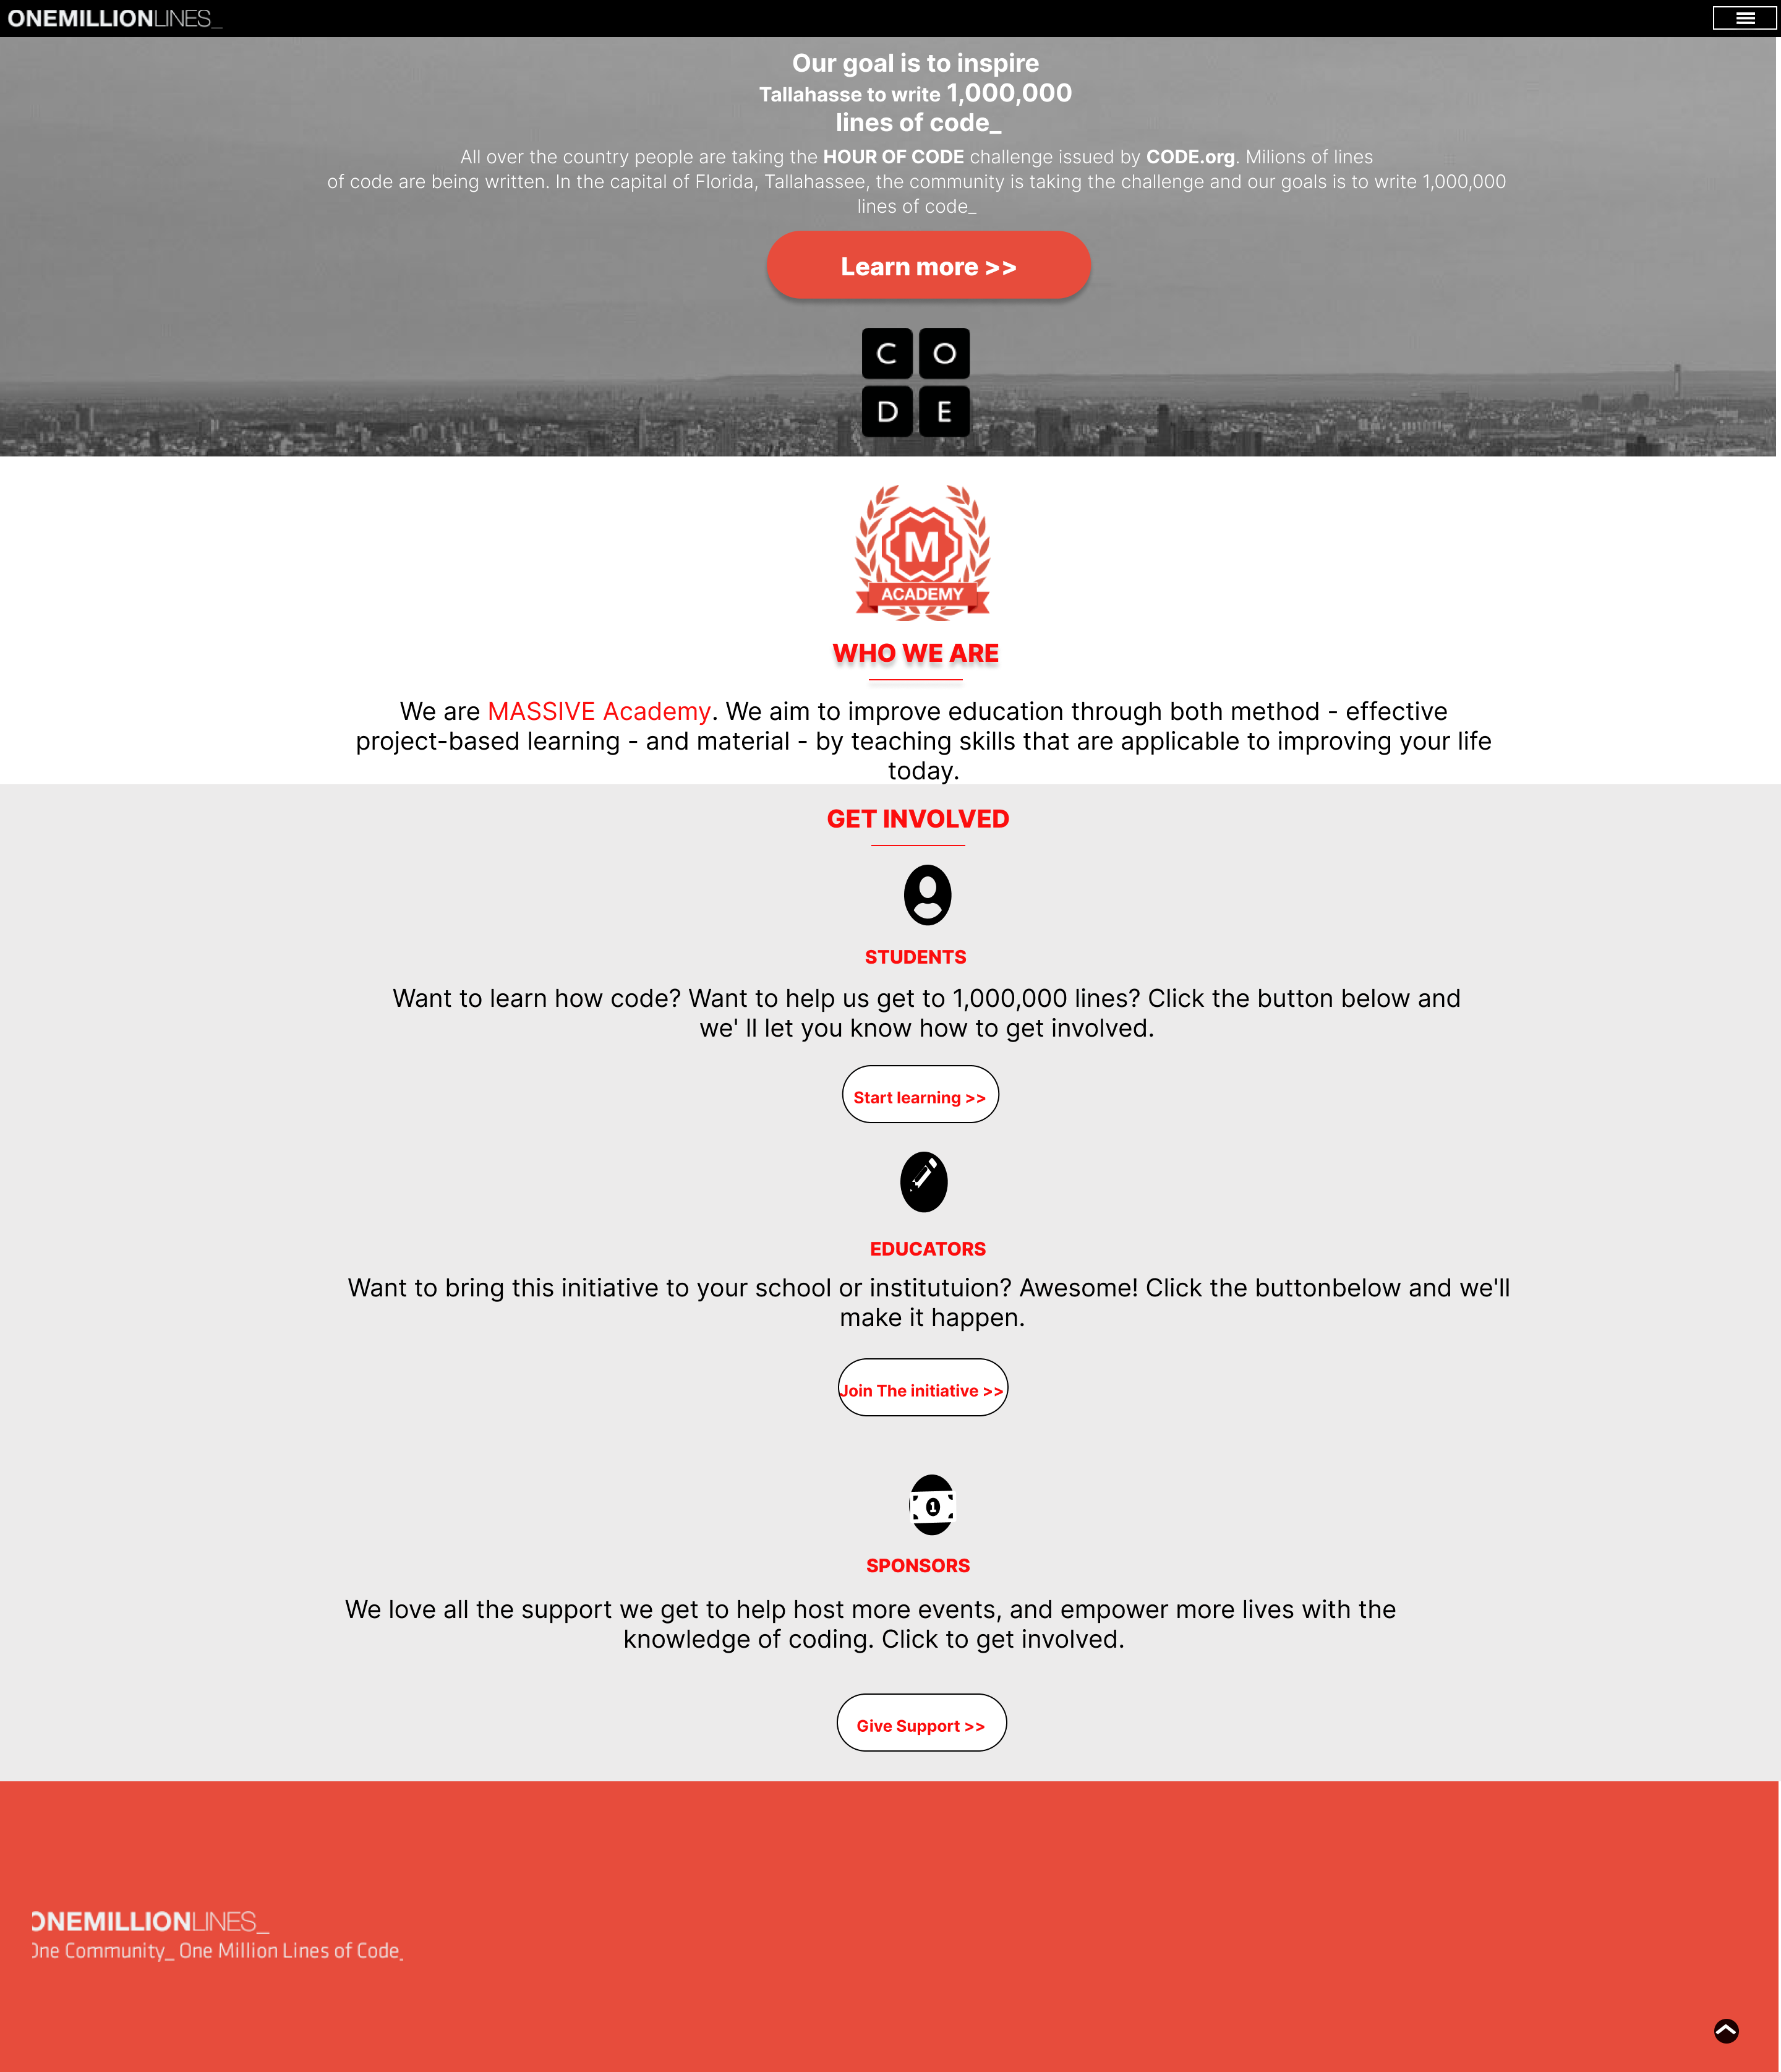 ONEMILLIONLINES_
Our goal is to inspire
Tallahasse to write 1,000,000
lines of code_
All over the country people are taking the HOUR OF CODE challenge issued by CODE.org. Milions of lines
of code are being written. In the capital of Florida, Tallahassee, the community is taking the challenge and our goals is to write 1,000,000
lines of code_
Learn more >>
C O
D E
M
ACADEMY
WHO WE ARE
We are MASSIVE Academy. We aim to improve education through both method - effective
project-based learning - and material - by teaching skills that are applicable to improving your life
today.
GET INVOLVED
STUDENTS
Want to learn how code? Want to help us get to 1,000,000 lines? Click the button below and
we' ll let you know how to get involved.
Start learning >>
EDUCATORS
Want to bring this initiative to your school or institutuion? Awesome! Click the buttonbelow and we'll
make it happen.
Join The initiative >>
1
SPONSORS
We love all the support we get to help host more events, and empower more lives with the
knowledge of coding. Click to get involved.
Give Support >>
ONEMILLIONLINES_
One Community_ One Million Lines of Code_